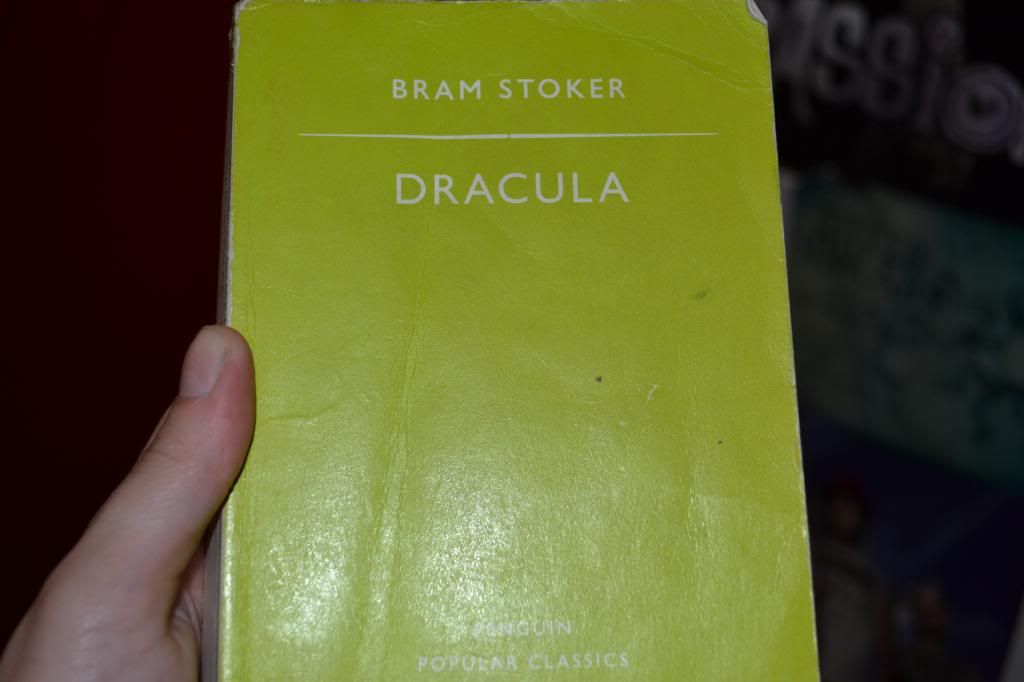 BRAM STOKER
DRACULA
PENGUIN
POPULAR CLASSICS